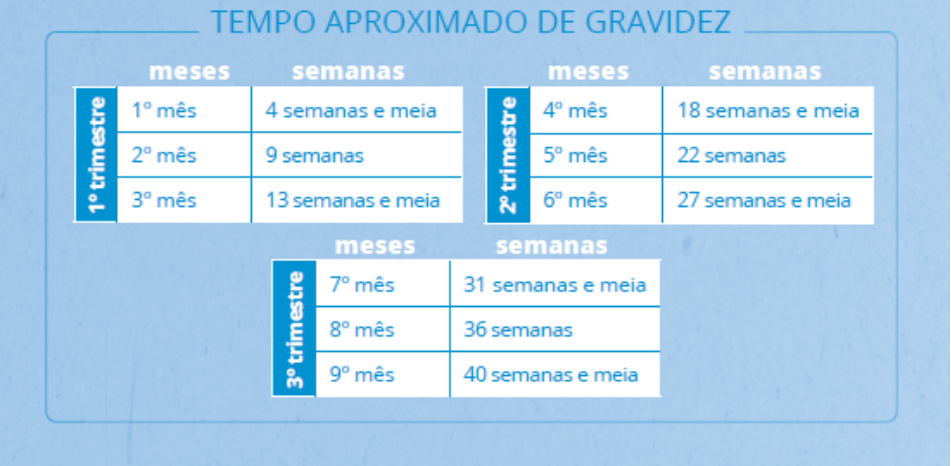 TEMPO APROXIMADO DE GRAVIDEZ
meses semanas
1º trimestre
1º mês 4 semanas e meia
2º mês 9 semanas
3º mês 13 semanas e meia
meses semanas
2º trimestre
4º mês 18 semanas e meia
5º mês 22 semanas
6º mês 27 semanas e meia
meses semanas
3º trimestre
7º mês 31 semanas e meia
8º mês 36 semanas
9º mês 40 semanas e meia